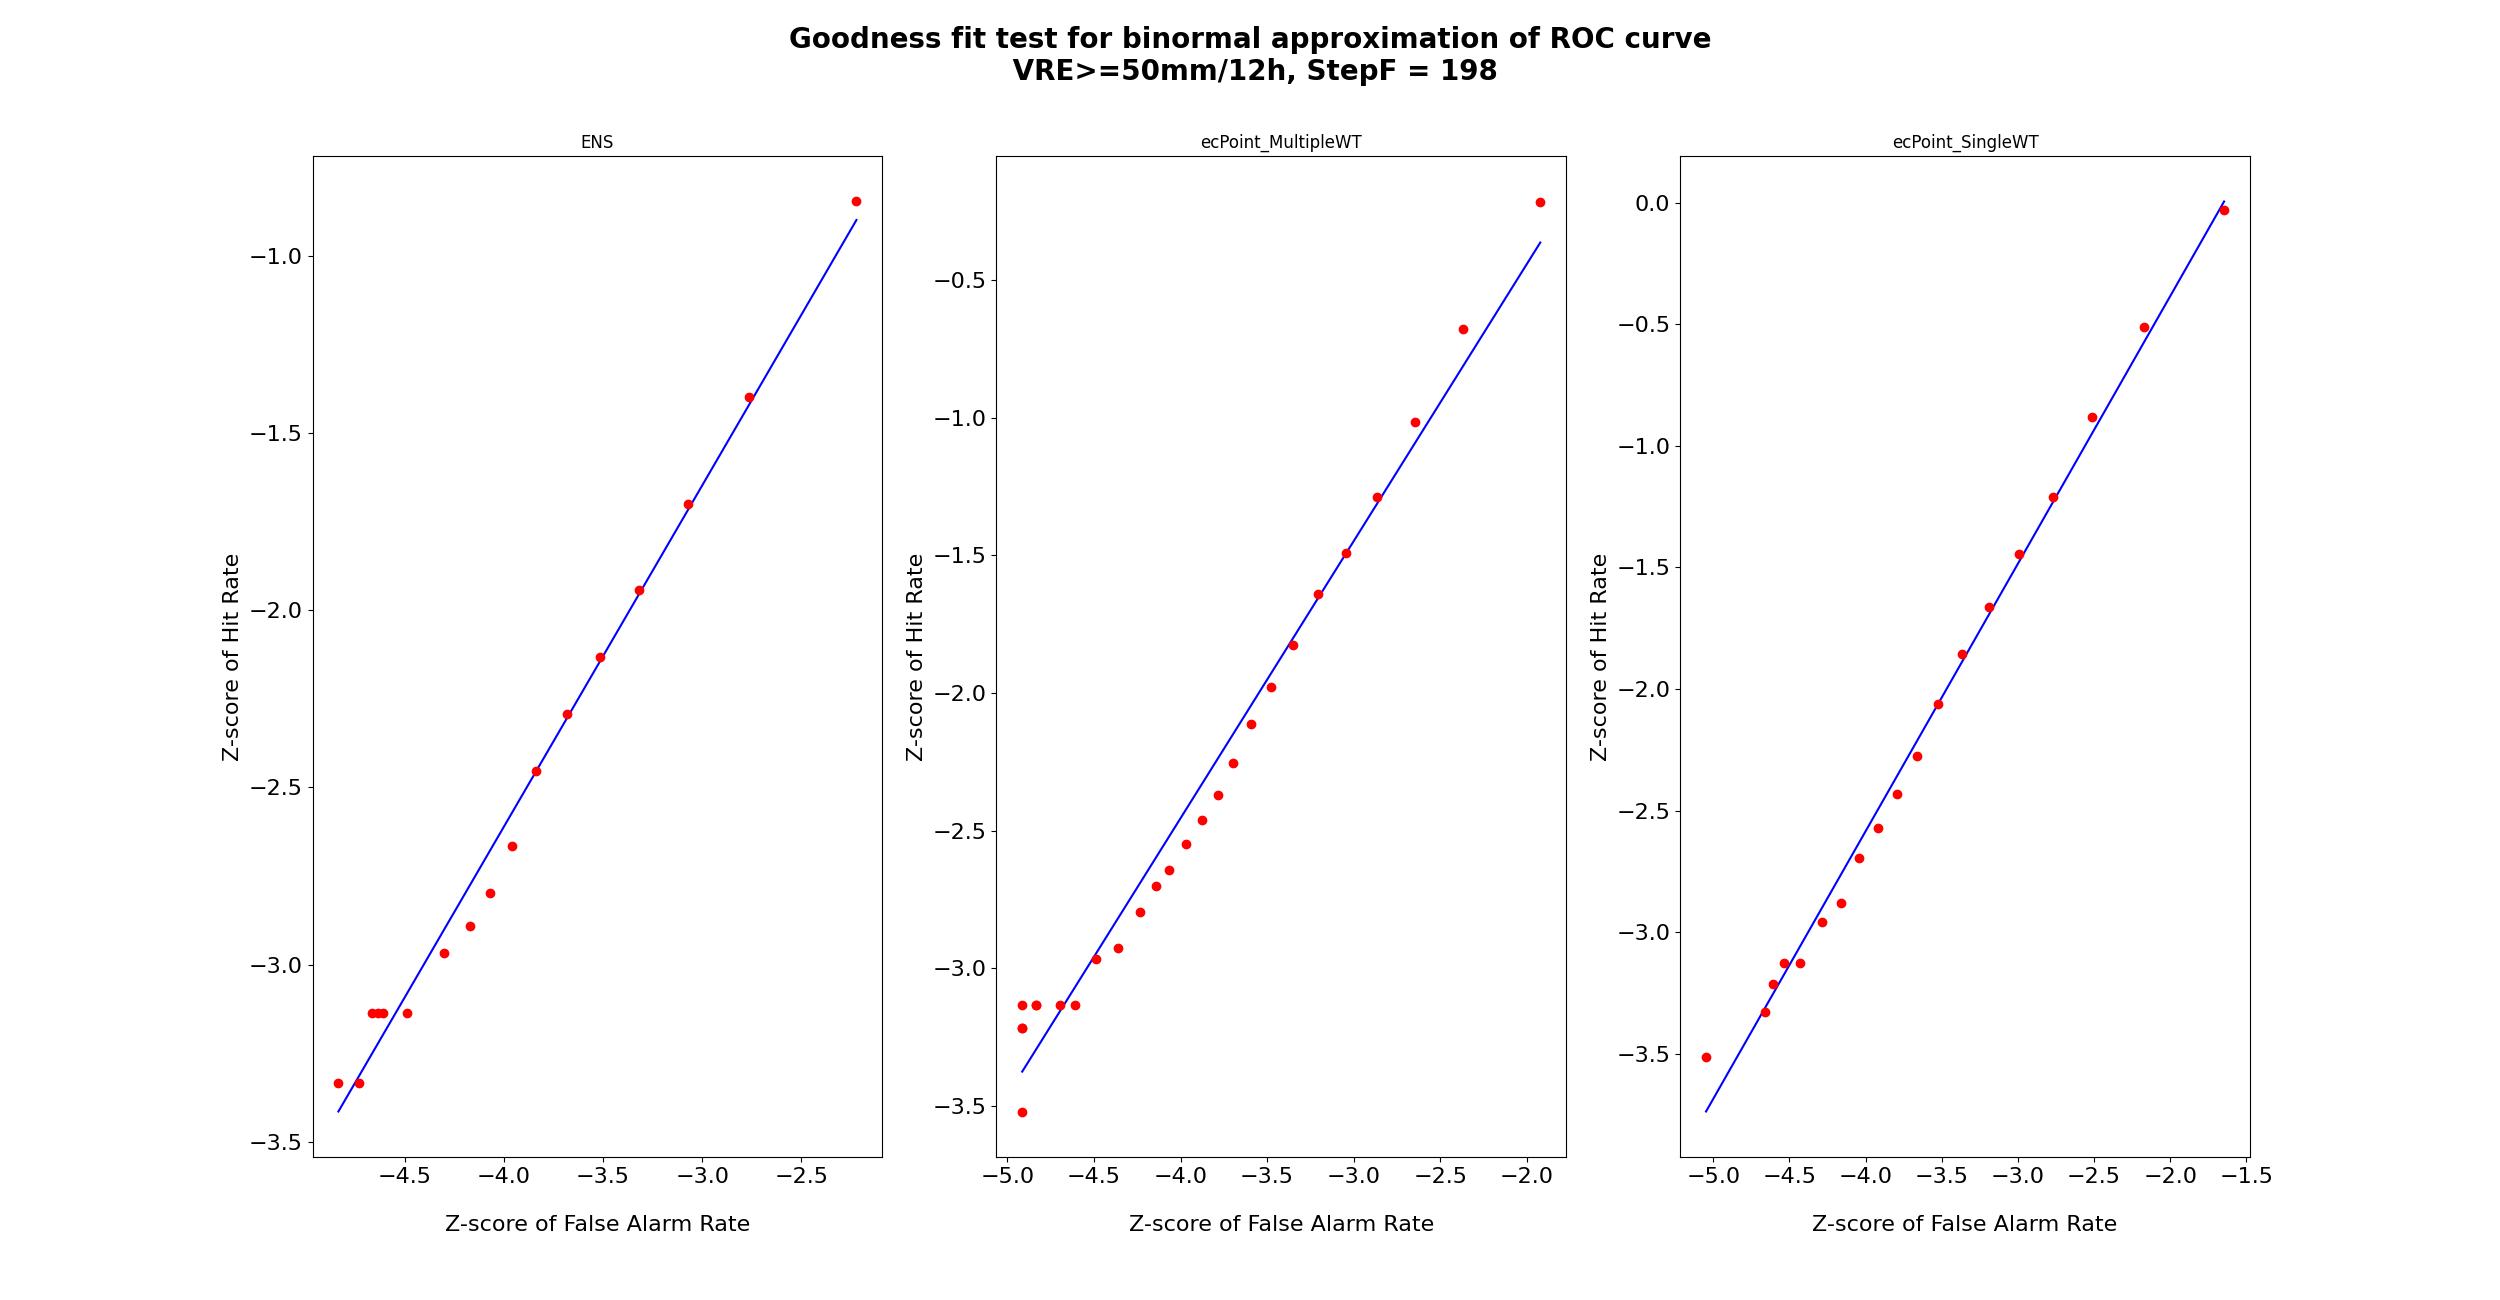 Goodness fit test for binormal approximation of ROC curve
VRE>=50mm/12h, StepF = 198
ENS
Z-score of Hit Rate
−1.0
−1.5
−2.0
−2.5
−3.0
−3.5
−4.5 −4.0 −3.5 −3.0 −2.5
Z-score of False Alarm Rate
ecPoint_MultipleWT
Z-score of Hit Rate
−0.5
−1.0
−1.5
−2.0
−2.5
−3.0
−3.5
−5.0 −4.5 −4.0 −3.5 −3.0 −2.5 −2.0
Z-score of False Alarm Rate
ecPoint_SingleWT
Z-score of Hit Rate
0.0
−0.5
−1.0
−1.5
−2.0
−2.5
−3.0
−3.5
−5.0 −4.5 −4.0 −3.5 −3.0 −2.5 −2.0 −1.5
Z-score of False Alarm Rate